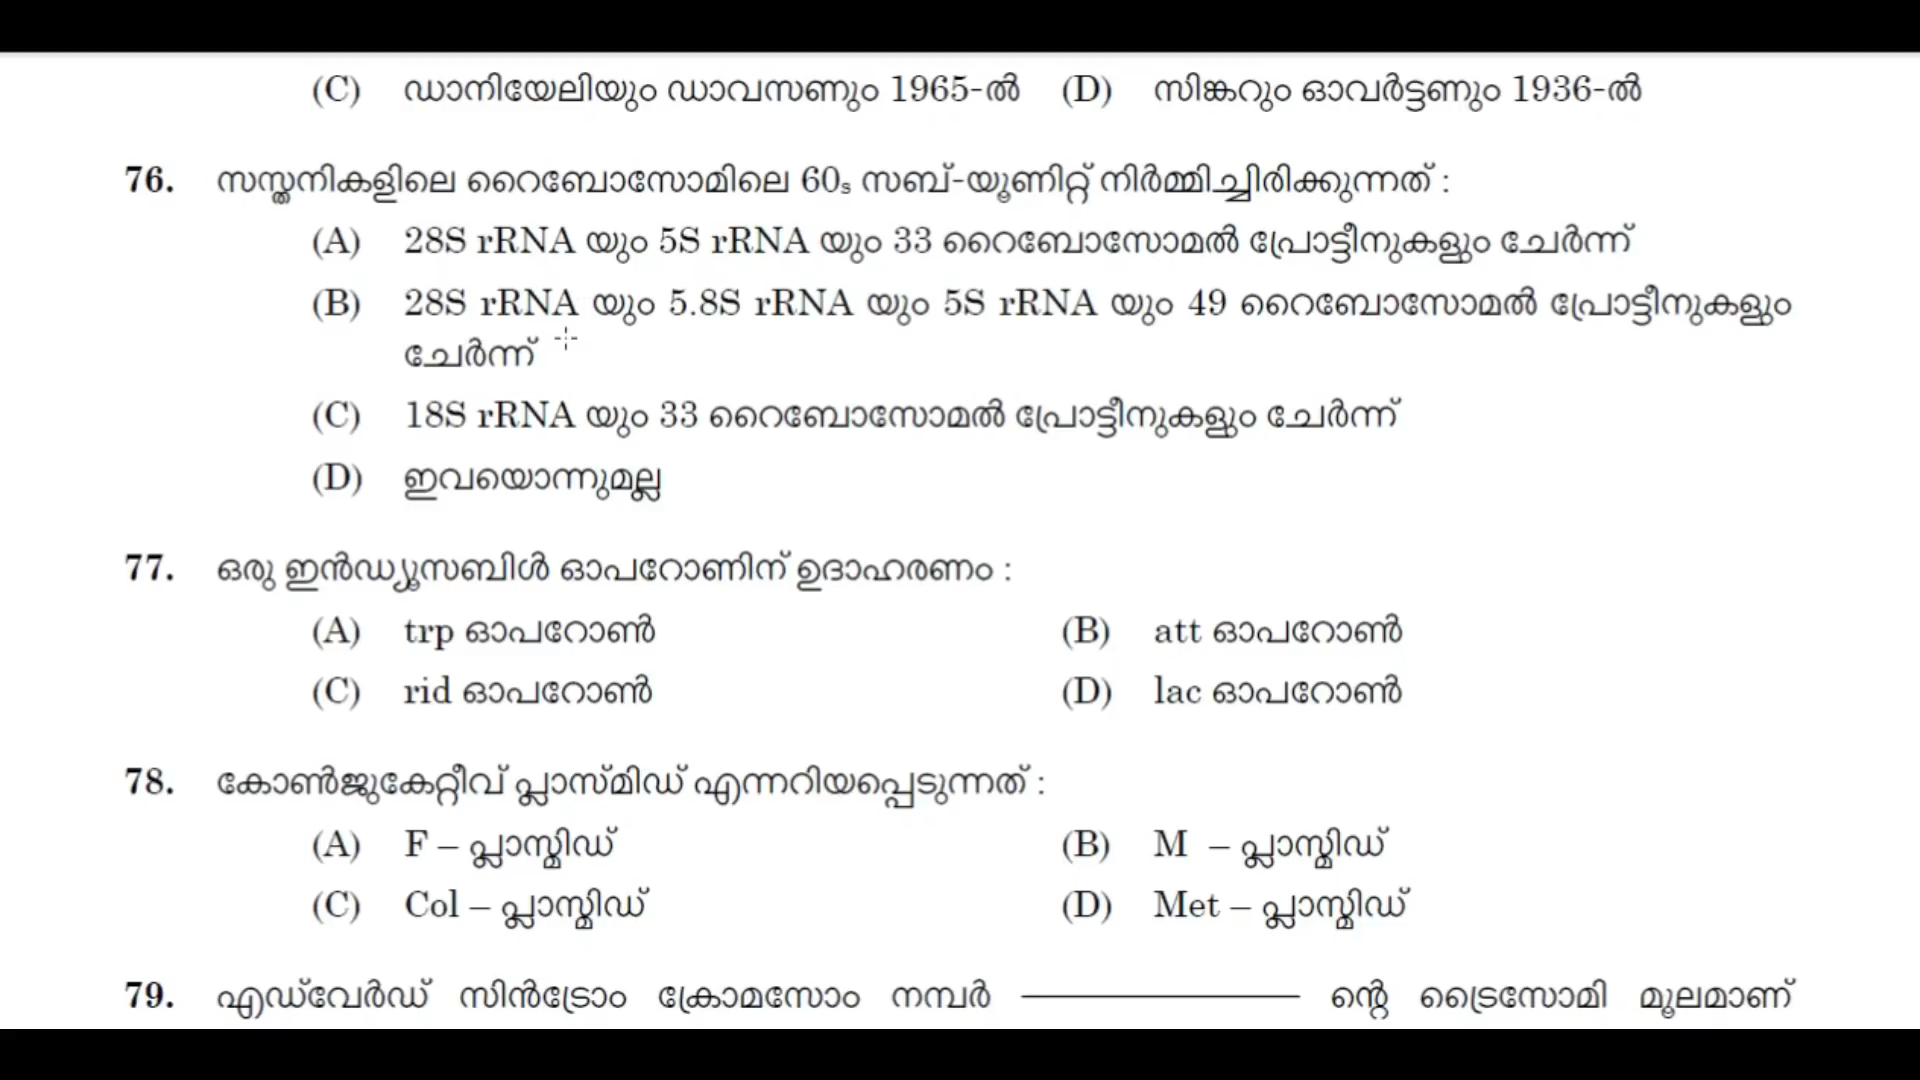 (C) ഡാനിയേലിയും ഡാവസണും 1965-ൽ (D) സിങ്കറും ഓവർട്ടണും 1936-ൽ
76. സസ്തനികളിലെ റൈബോസോമിലെ 60s സബ്-യൂണിറ്റ് നിർമ്മിച്ചിരിക്കുന്നത് :
(A) 28S rRNA യും 5S rRNA യും 33 റൈബോസോമൽ പ്രോട്ടീനുകളും ചേർന്ന്
(B) 28S rRNA യും 5.8S rRNA യും 5S rRNA യും 49 റൈബോസോമൽ പ്രോട്ടീനുകളും
ചേർന്ന്
(C) 18S rRNA യും 33 റൈബോസോമൽ പ്രോട്ടീനുകളും ചേർന്ന്
(D) ഇവയൊന്നുമല്ല
77. ഒരു ഇൻഡ്യൂസബിൾ ഓപറോണിന് ഉദാഹരണം :
(A) trp ഓപറോൺ (B) att ഓപറോൺ
(C) rid ഓപറോൺ (D) lac ഓപറോൺ
78. കോൺജുകേറ്റീവ് പ്ലാസ്മിഡ് എന്നറിയപ്പെടുന്നത് :
(A) F – പ്ലാസ്മിഡ് (B) M – പ്ലാസ്മിഡ്
(C) Col – പ്ലാസ്മിഡ് (D) Met – പ്ലാസ്മിഡ്
79. എഡ്‌വേർഡ് സിൻട്രോം ക്രോമസോം നമ്പർ ———— ന്റെ ട്രൈസോമി മൂലമാണ്